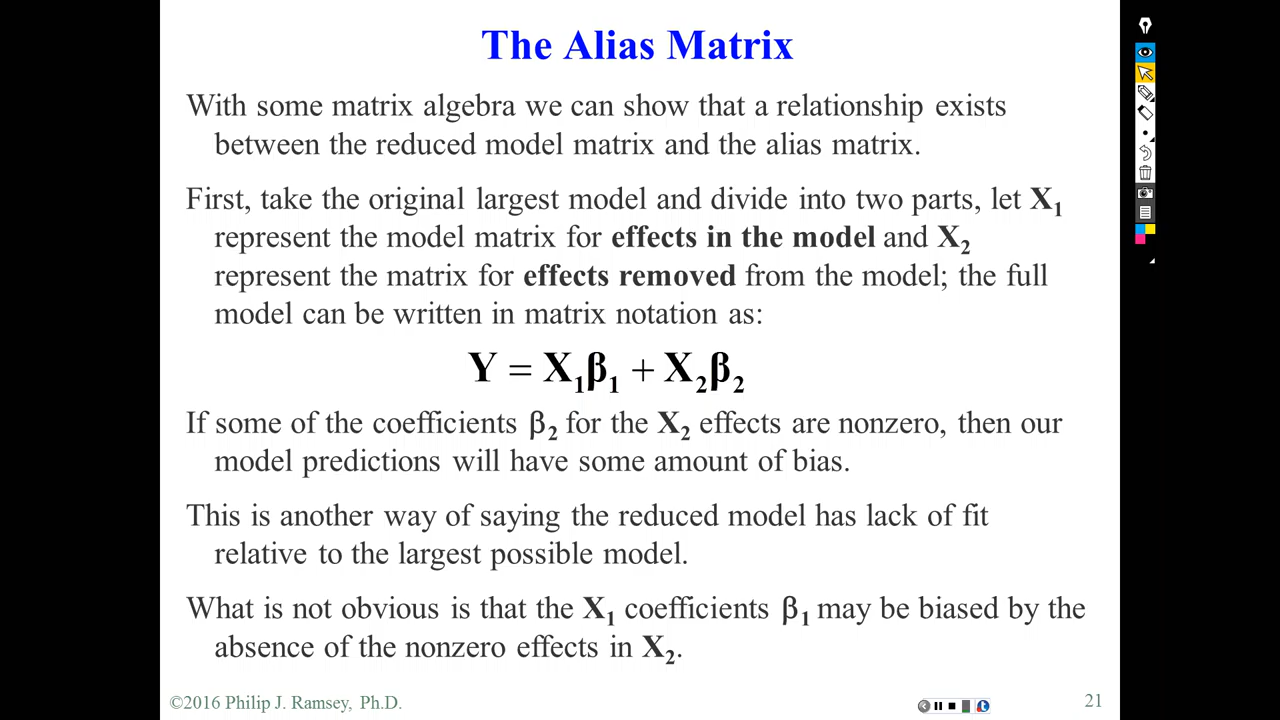 The Alias Matrix
With some matrix algebra we can show that a relationship exists
between the reduced model matrix and the alias matrix.
First, take the original largest model and divide into two parts, let X₁
represent the model matrix for effects in the model and X₂
represent the matrix for effects removed from the model; the full
model can be written in matrix notation as:
Y = X₁β₁ + X₂β₂
If some of the coefficients β₂ for the X₂ effects are nonzero, then our
model predictions will have some amount of bias.
This is another way of saying the reduced model has lack of fit
relative to the largest possible model.
What is not obvious is that the X₁ coefficients β₁ may be biased by the
absence of the nonzero effects in X₂.
©2016 Philip J. Ramsey, Ph.D.
21